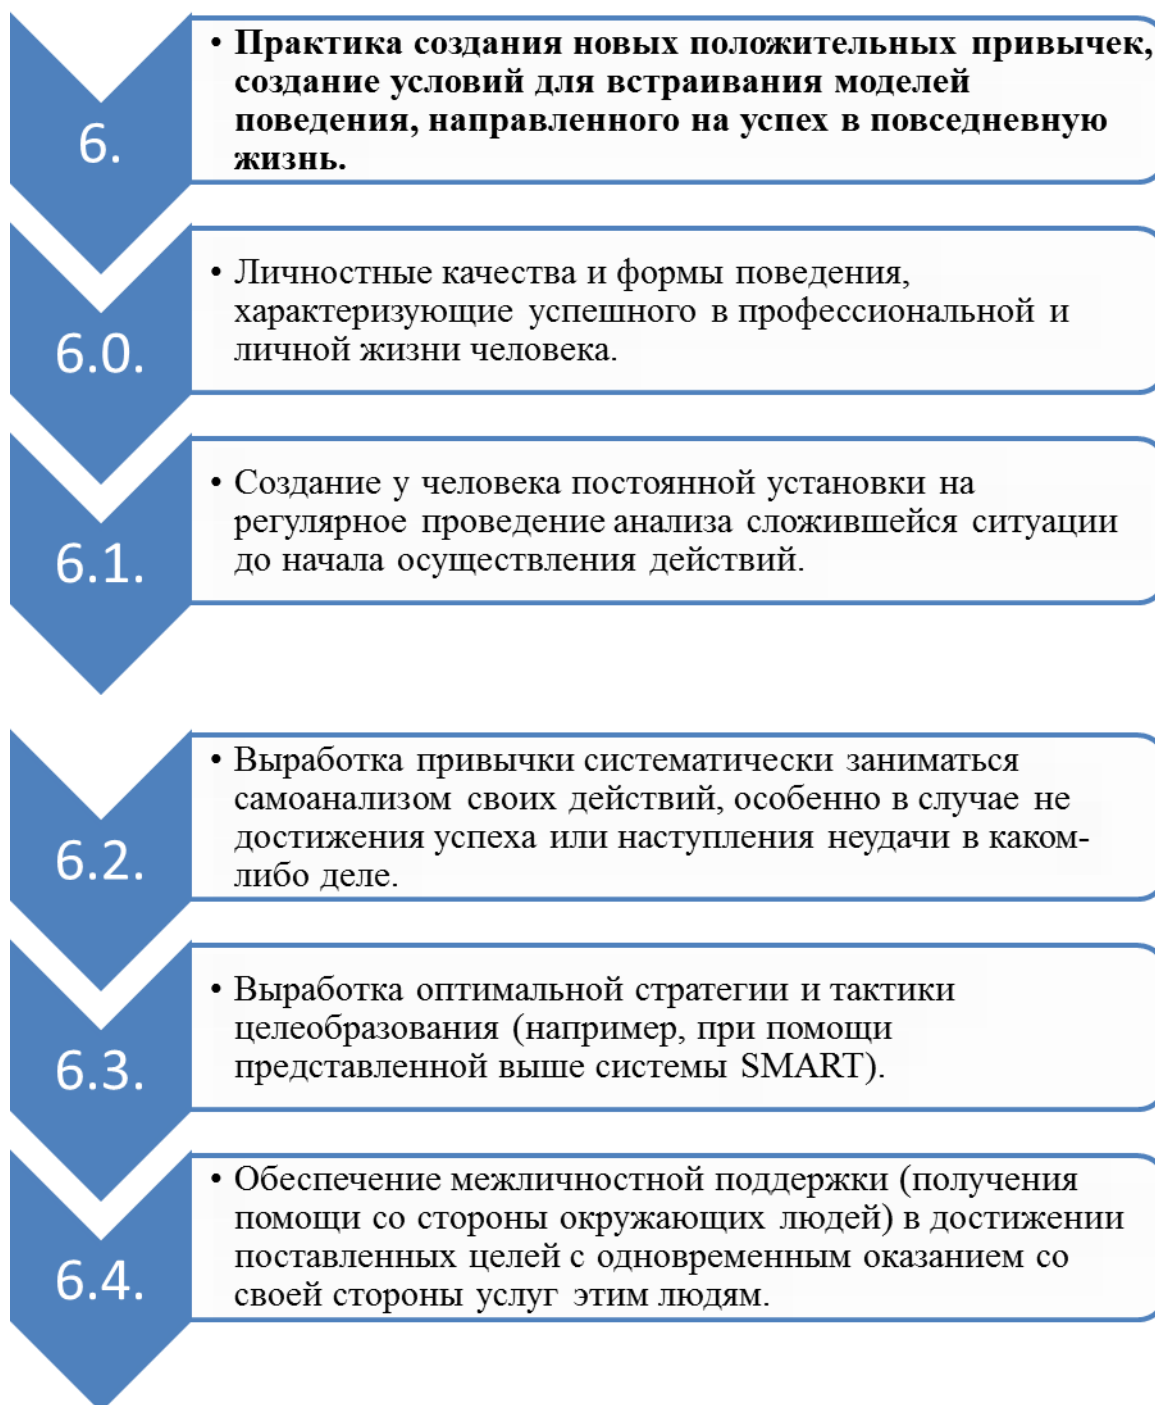 6.
• Практика создания новых положительных привычек,
создание условий для встраивания моделей
поведения, направленного на успех в повседневную
жизнь.
6.0.
• Личностные качества и формы поведения,
характеризующие успешного в профессиональной и
личной жизни человека.
6.1.
• Создание у человека постоянной установки на
регулярное проведение анализа сложившейся ситуации
до начала осуществления действий.
6.2.
• Выработка привычки систематически заниматься
самоанализом своих действий, особенно в случае не
достижения успеха или наступления неудачи в каком-
либо деле.
6.3.
• Выработка оптимальной стратегии и тактики
целеобразования (например, при помощи
представленной выше системы SMART).
6.4.
• Обеспечение межличностной поддержки (получения
помощи со стороны окружающих людей) в достижении
поставленных целей с одновременным оказанием со
своей стороны услуг этим людям.